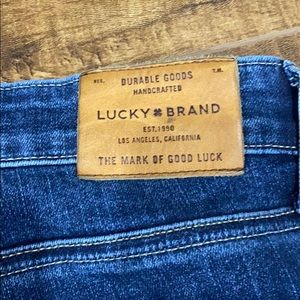 REG. DURABLE GOODS T.M.
HANDCRAFTED
LUCKY BRAND
EST. 1990
LOS ANGELES, CALIFORNIA
THE MARK OF GOOD LUCK